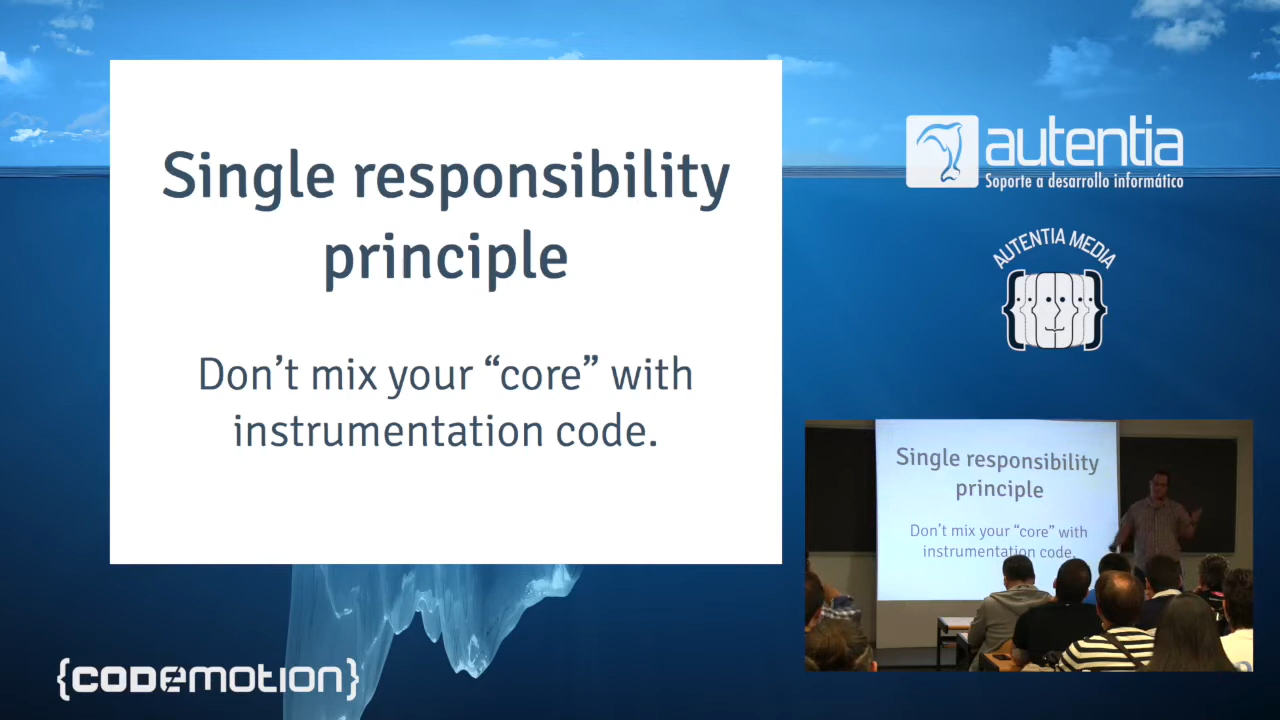 Single responsibility
principle
Don't mix your “core” with
instrumentation code.
autentia
Soporte a desarrollo informático
AUTENTIA MEDIA
Single responsibility
principle
Don't mix your “core” with
instrumentation code.
{CODEMOTION}